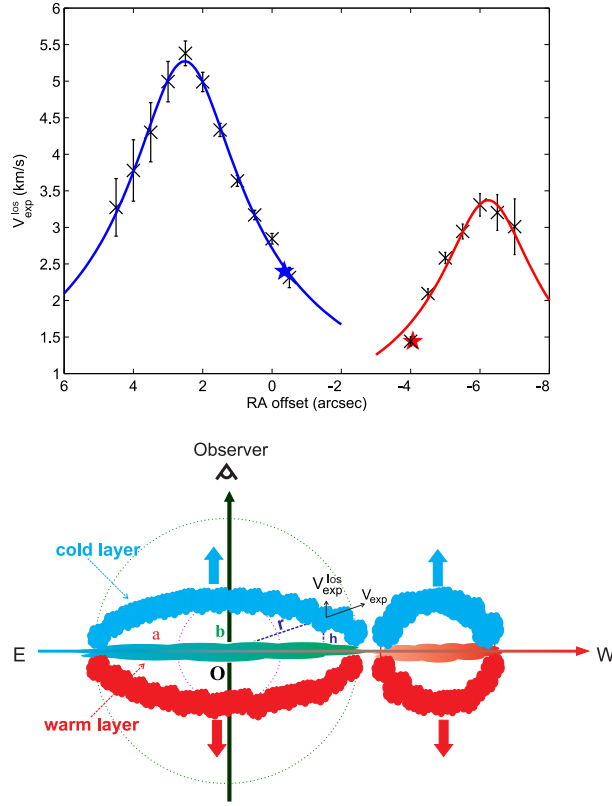 6
5.5
5
4.5
4
3.5
3
2.5
2
1.5
1
V_exp^los (km/s)
6 4 2 0 -2 -4 -6 -8
RA offset (arcsec)
Observer
cold layer
V_exp^los
V_exp
a b r h
E O W
warm layer